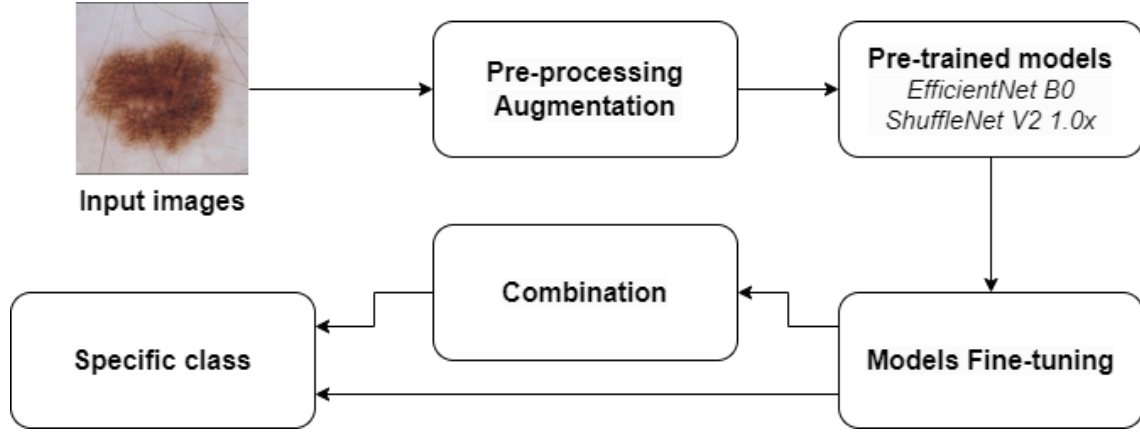 Input images
Pre-processing
Augmentation
Pre-trained models
EfficientNet B0
ShuffleNet V2 1.0x
Models Fine-tuning
Combination
Specific class